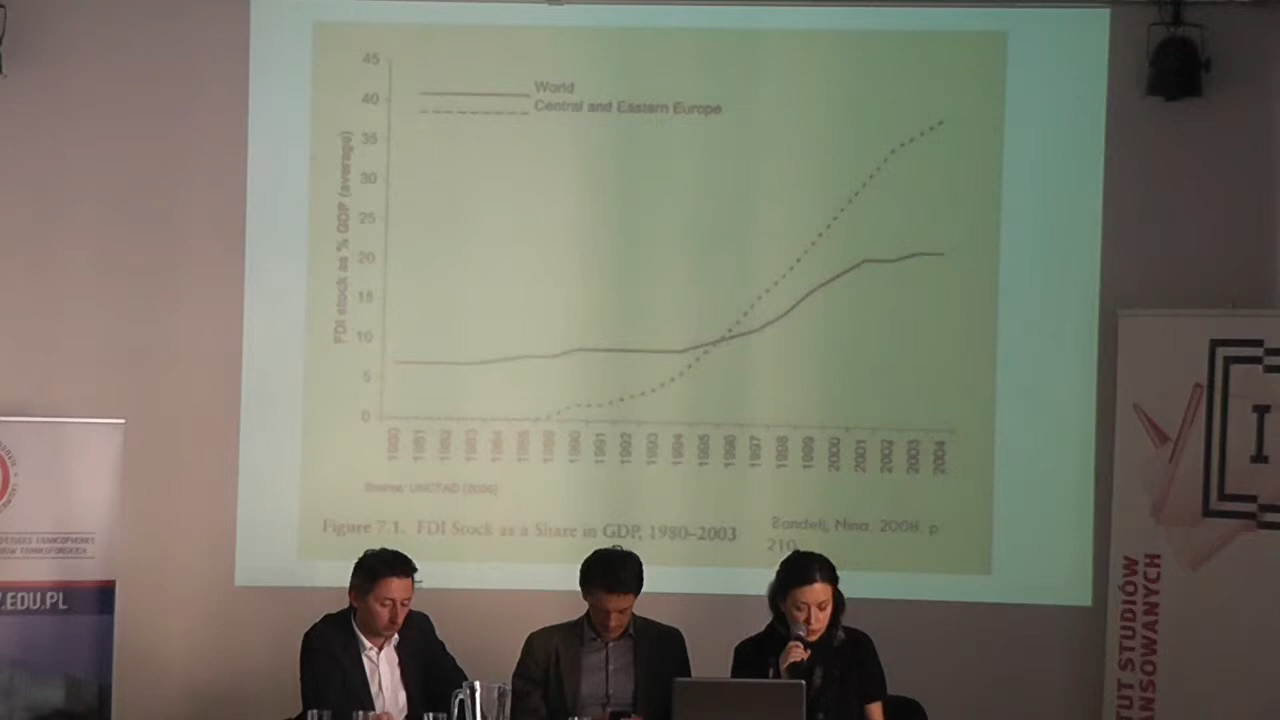 45
40
35
30
25
20
15
10
5
0
FDI stock as % GDP (average)
World
Central and Eastern Europe
1980 1981 1982 1983 1984 1985 1989 1990 1991 1992 1993 1994 1995 1996 1997 1998 1999 2000 2001 2002 2003 2004
Source: UNCTAD (2006)
Figure 7.1. FDI Stock as a Share in GDP, 1980–2003
Bandelj, Nina. 2008. p
210
.EDU.PL
TUT STUDIÓW
ANSOWANYCH